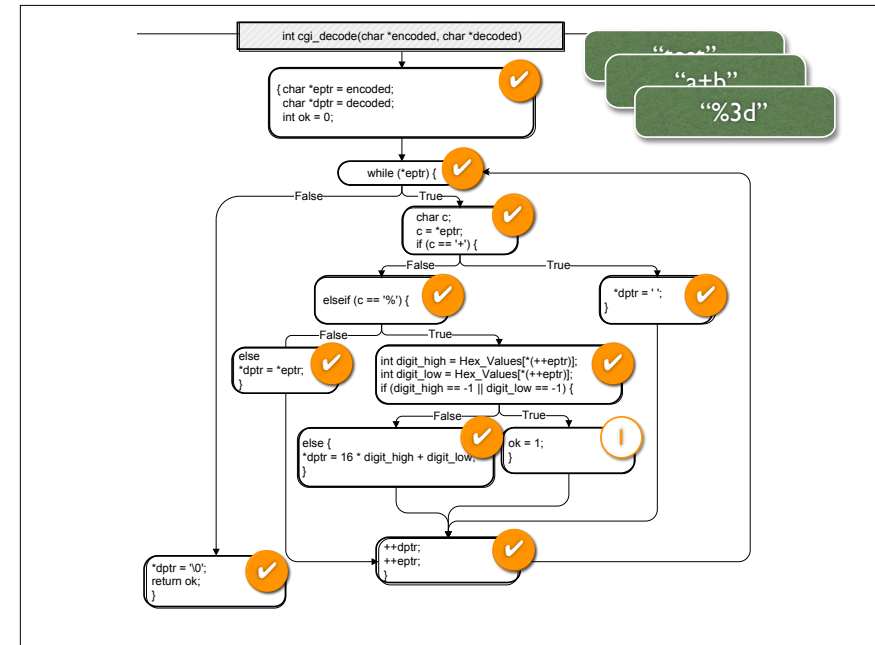 int cgi_decode(char *encoded, char *decoded)
"a+b"
"%3d"
{ char *eptr = encoded;
char *dptr = decoded;
int ok = 0;
while (*eptr) {
False
True
char c;
c = *eptr;
if (c == '+') {
False
True
elseif (c == '%') {
*dptr = ' ';
}
False
True
else
*dptr = *eptr;
}
int digit_high = Hex_Values[*(++eptr)];
int digit_low = Hex_Values[*(++eptr)];
if (digit_high == -1 || digit_low == -1) {
False
True
else {
*dptr = 16 * digit_high + digit_low;
}
ok = 1;
}
1
++dptr;
++eptr;
}
*dptr = '\0';
return ok;
}